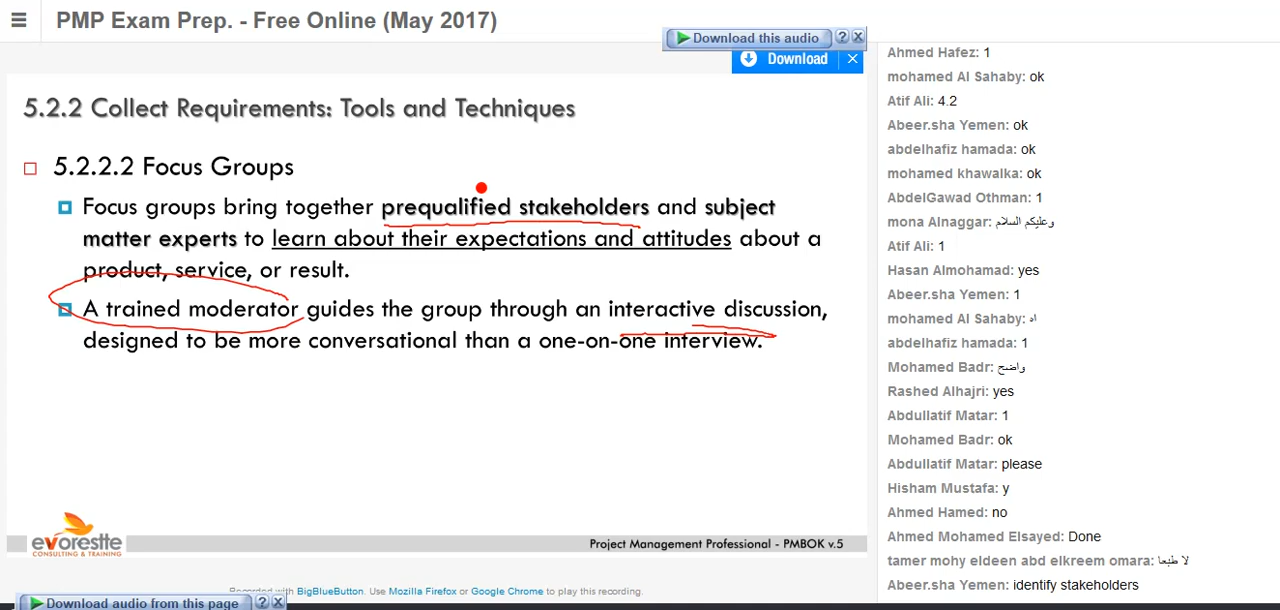 PMP Exam Prep. - Free Online (May 2017)
Download this audio
Download
5.2.2 Collect Requirements: Tools and Techniques
5.2.2.2 Focus Groups
Focus groups bring together prequalified stakeholders and subject
matter experts to learn about their expectations and attitudes about a
product, service, or result.
A trained moderator guides the group through an interactive discussion,
designed to be more conversational than a one-on-one interview.
evorestte
CONSULTING & TRAINING
Project Management Professional - PMBOK v.5
Recorded with BigBlueButton. Use Mozilla Firefox or Google Chrome to play this recording.
Download audio from this page
Ahmed Hafez: 1
mohamed Al Sahaby: ok
Atif Ali: 4.2
Abeer.sha Yemen: ok
abdelhafiz hamada: ok
mohamed khawalka: ok
AbdelGawad Othman: 1
mona Alnaggar: وعليكم السلام
Atif Ali: 1
Hasan Almohamad: yes
Abeer.sha Yemen: 1
mohamed Al Sahaby: اه
abdelhafiz hamada: 1
Mohamed Badr: واضح
Rashed Alhajri: yes
Abdullatif Matar: 1
Mohamed Badr: ok
Abdullatif Matar: please
Hisham Mustafa: y
Ahmed Hamed: no
Ahmed Mohamed Elsayed: Done
tamer mohy eldeen abd elkreem omara: لا طبعا
Abeer.sha Yemen: identify stakeholders